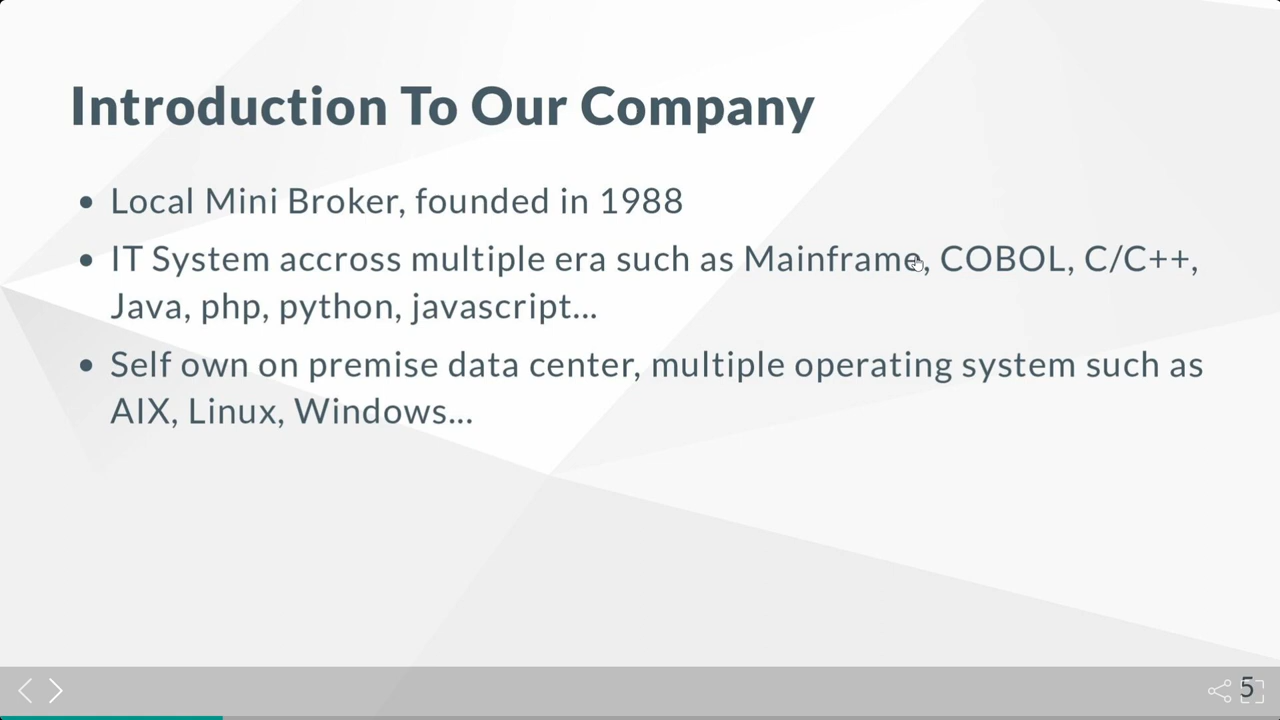 Introduction To Our Company
• Local Mini Broker, founded in 1988
• IT System accross multiple era such as Mainframe, COBOL, C/C++,
Java, php, python, javascript...
• Self own on premise data center, multiple operating system such as
AIX, Linux, Windows...
5